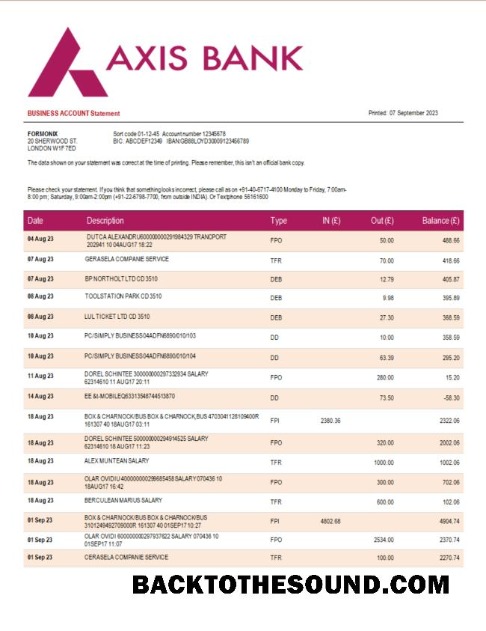 AXIS BANK
BUSINESS ACCOUNT Statement
Printed: 07 September 2023
FORMONIX
20 SHERWOOD ST.
LONDON W1F7ED
Sort code 01-12-45 Account number 12345678
BIC: ABCDEF12349 IBANGB88LOYD30009123456789
The data shown on your statement was correct at the time of printing. Please remember, this isn't an official bank copy.
Please check your statement. If you think that something looks incorrect, please call as on +91-40-6717-4100 Monday to Friday, 7:00am-
8:00 pm; Saturday, 9:00am-2:00pm (+91-22-6798-7700, from outside INDIA). Or Textphone 56161600
Date Description Type IN (£) Out (£) Balance (£)
04 Aug 23 DUTCA ALEXANDRU600000000291984329 TRANCPORT
202941 10 04AUG17 18:22 FPO 50.00 488.66
07 Aug 23 GERASELA COMPANIE SERVICE TFR 70.00 418.66
07 Aug 23 BP NORTHOLT LTD CD 3510 DEB 12.79 405.87
08 Aug 23 TOOLSTATION PARK CD 3510 DEB 9.98 395.89
08 Aug 23 LUL TICKET LTD CD 3510 DEB 27.30 368.59
10 Aug 23 PC/SIMPLY BUSINESS04ADFN6890/010/103 DD 10.00 358.59
10 Aug 23 PC/SIMPLY BUSINESS04ADFN6890/010/104 DD 63.39 295.20
11 Aug 23 DOREL SCHINTEE 300000000297332934 SALARY
62314610 11 AUG17 20:11 FPO 280.00 15.20
14 Aug 23 EE &t-MOBILEQ63313548744513870 DD 73.50 -58.30
18 Aug 23 BOX & CHARNOCK/BUS BOX & CHARNOCK,BUS 4703041128109400R
161307 40 18AUG17 03:11 FPI 2380.36 2322.06
18 Aug 23 DOREL SCHINTEE 500000000294914525 SALARY
62314610 18 AUG17 11:23 FPO 320.00 2002.06
18 Aug 23 ALEX MUNTEAN SALARY TFR 1000.00 1002.06
18 Aug 23 OLAR OVIDIU400000000299685458 SALARY 070436 10
18AUG17 16:42 FPO 300.00 702.06
18 Aug 23 BERCULEAN MARIUS SALARY TFR 600.00 102.06
01 Sep 23 BOX & CHARNOCK/BUS BOX & CHARNOCK/BUS
3101249492709000R 161307 40 01SEP17 10:27 FPI 4802.68 4904.74
01 Sep 23 OLAR OVIDI 600000000297937622 SALARY 070436 10
01SEP17 11:07 FPO 2534.00 2370.74
01 Sep 23 CERASELA COMPANIE SERVICE TFR 100.00 2270.74
BACKTOTHESOUND.COM